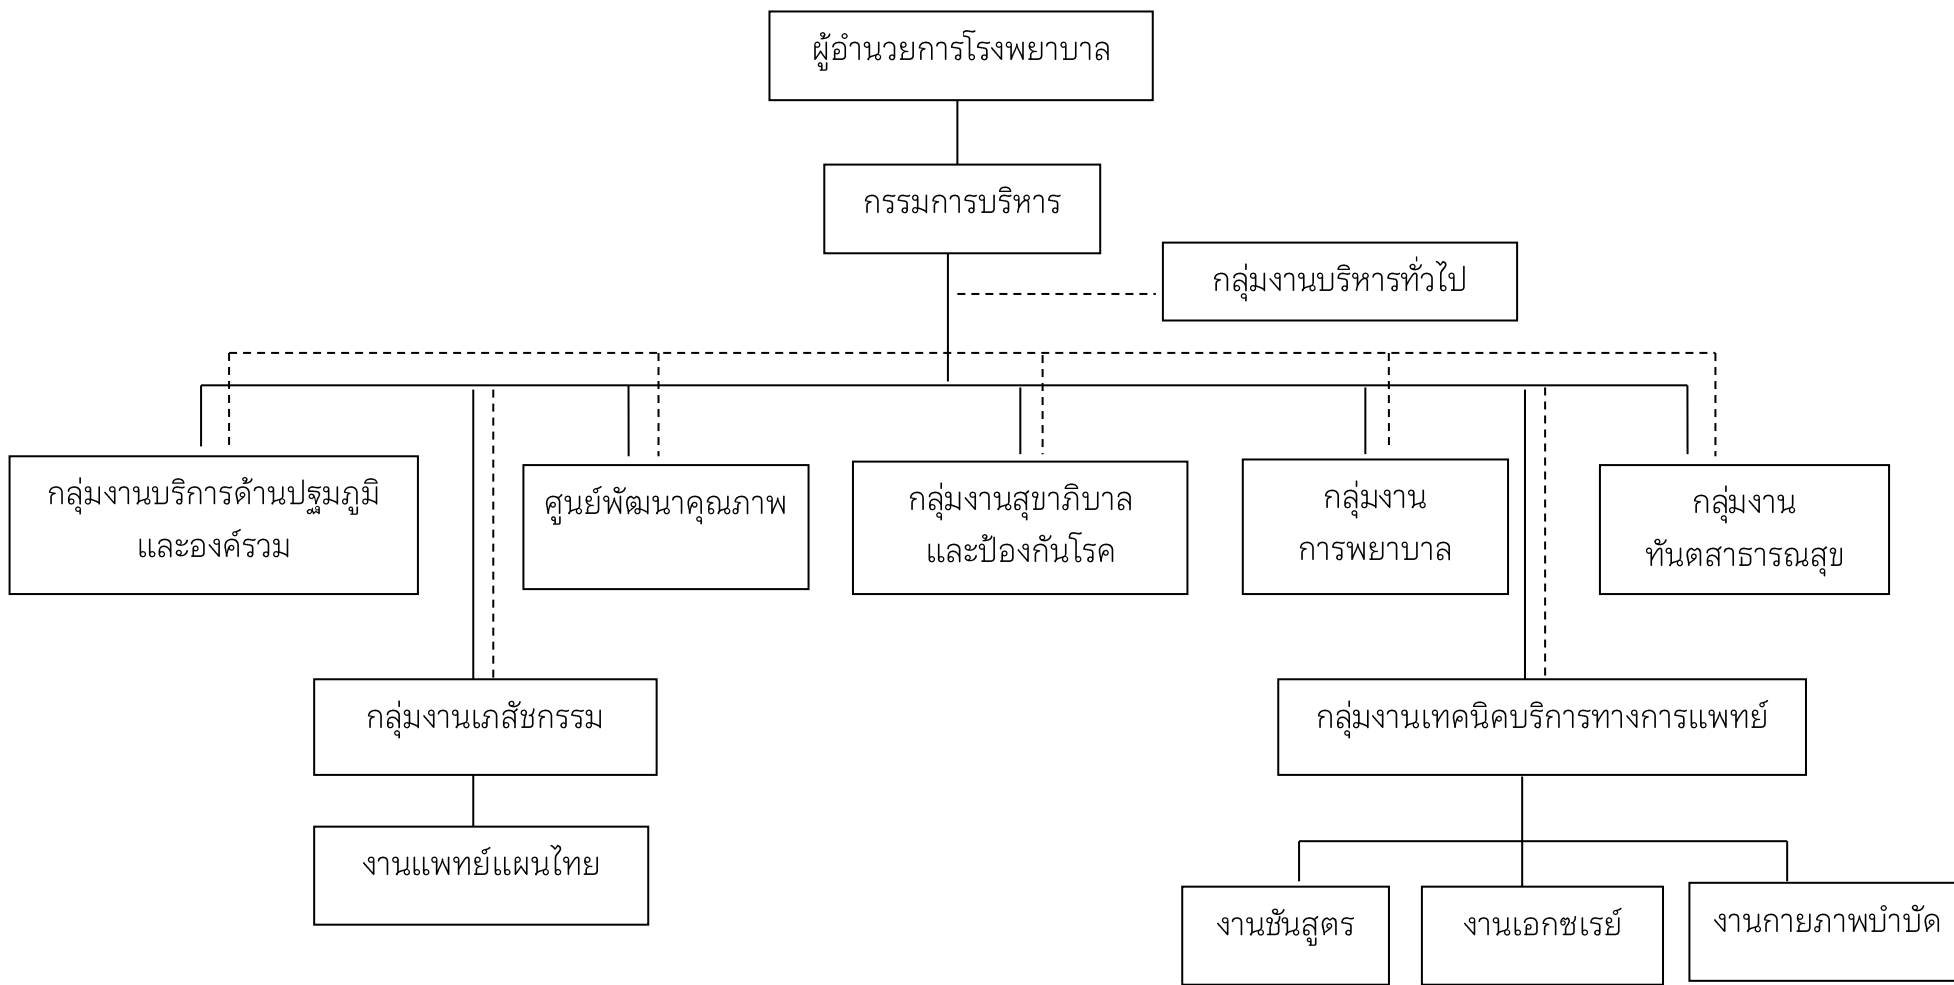 ผู้อำนวยการโรงพยาบาล
กรรมการบริหาร
กลุ่มงานบริหารทั่วไป
กลุ่มงานบริการด้านปฐมภูมิ
และองค์รวม
ศูนย์พัฒนาคุณภาพ
กลุ่มงานสุขาภิบาล
และป้องกันโรค
กลุ่มงาน
การพยาบาล
กลุ่มงาน
ทันตสาธารณสุข
กลุ่มงานเภสัชกรรม
กลุ่มงานเทคนิคบริการทางการแพทย์
งานแพทย์แผนไทย
งานชันสูตร
งานเอกซเรย์
งานกายภาพบำบัด